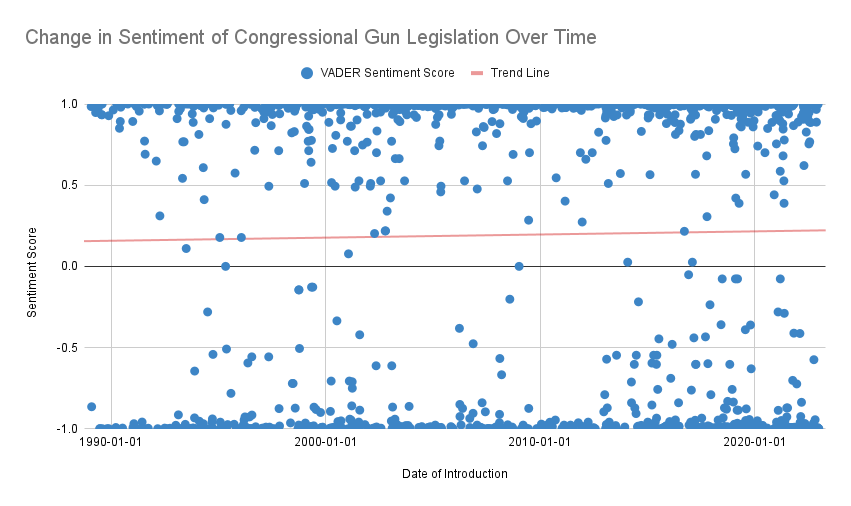 Change in Sentiment of Congressional Gun Legislation Over Time
VADER Sentiment Score Trend Line
1.0
0.5
0.0
-0.5
-1.0
Sentiment Score
1990-01-01 2000-01-01 2010-01-01 2020-01-01
Date of Introduction